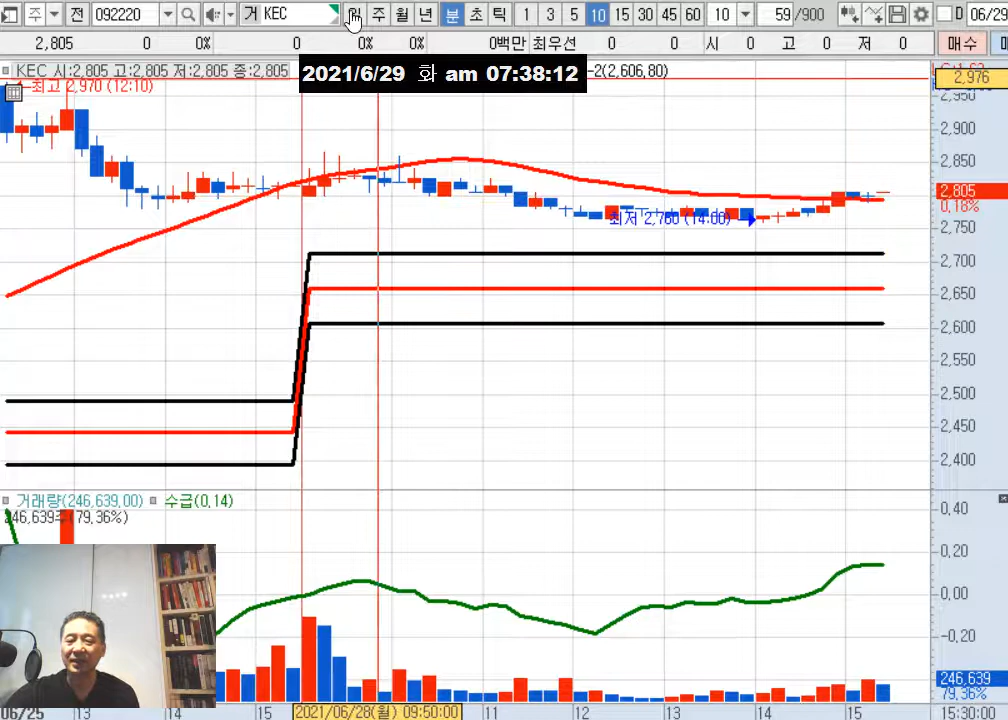 주 전 092220 거 KEC 일 주 월 년 분 초 틱 1 3 5 10 15 30 45 60 10 59 /900 D 06/29
2,805 0 0% 0 0% 0% 0백만 최우선 0 0 시 0 고 0 저 0 매수
KEC 시:2,805 고:2,805 저:2,805 종:2,805
2021/6/29 화 am 07:38:12
-2(2,606,80)
2,976
최고 2,970 (12:10)
2,950
2,900
2,850
2,805
0,18%
최저 2,760 (14:00)
2,750
2,700
2,650
2,600
2,550
2,500
2,450
2,400
거래량(246,639,00) 수급(0,14)
246,639주(79,36%)
0,40
0,20
0,00
-0,20
246,639
79,36%
06/25 13 14 15 2021/06/28(월) 09:50:00 11 12 13 14 15 15:30:00